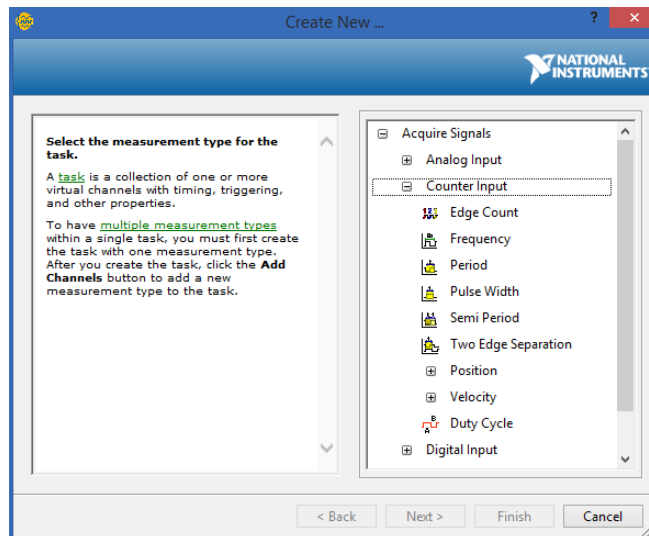 Create New ...
?
×
NATIONAL
INSTRUMENTS
Select the measurement type for the
task.
A task is a collection of one or more
virtual channels with timing, triggering,
and other properties.
To have multiple measurement types
within a single task, you must first create
the task with one measurement type.
After you create the task, click the Add
Channels button to add a new
measurement type to the task.
Acquire Signals
Analog Input
Counter Input
Edge Count
Frequency
Period
Pulse Width
Semi Period
Two Edge Separation
Position
Velocity
Duty Cycle
Digital Input
< Back
Next >
Finish
Cancel